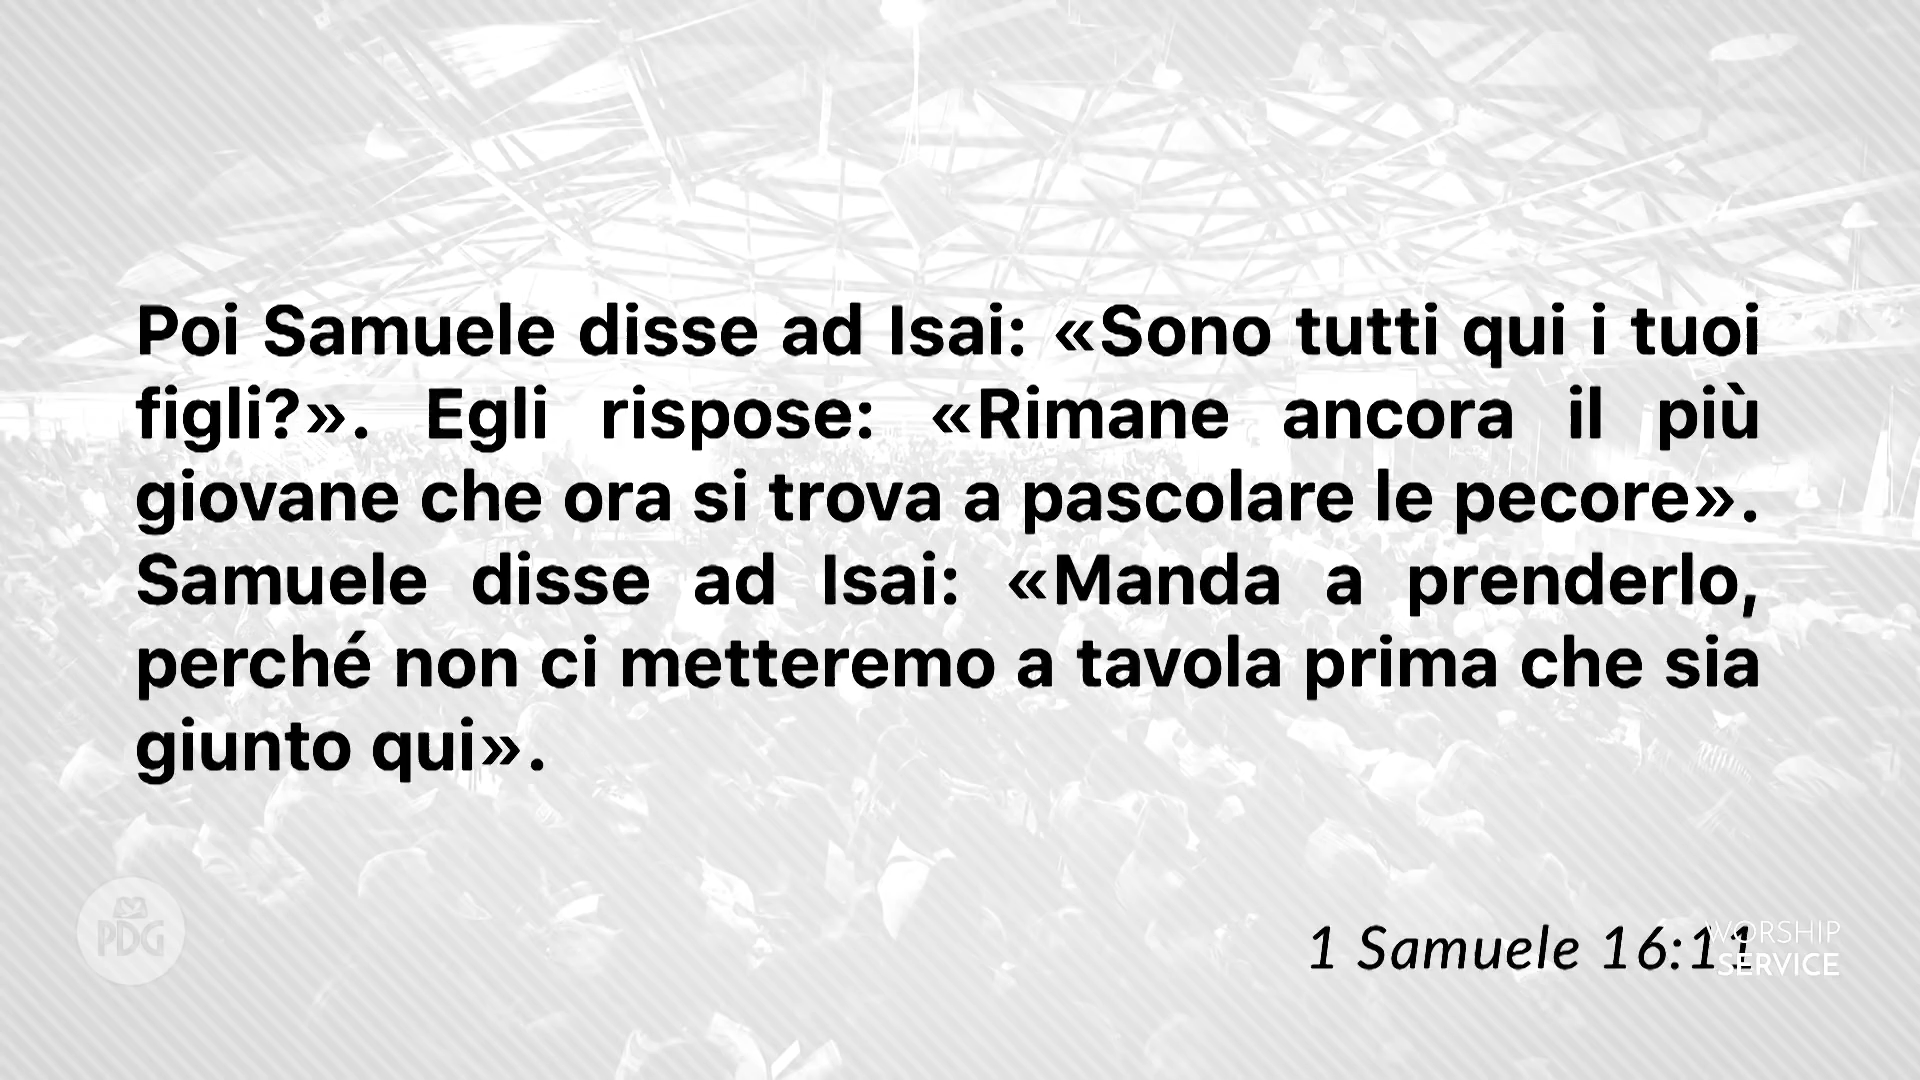 Poi Samuele disse ad Isai: «Sono tutti qui i tuoi
figli?». Egli rispose: «Rimane ancora il più
giovane che ora si trova a pascolare le pecore».
Samuele disse ad Isai: «Manda a prenderlo,
perché non ci metteremo a tavola prima che sia
giunto qui».
1 Samuele 16:11
PDG
WORSHIP
SERVICE